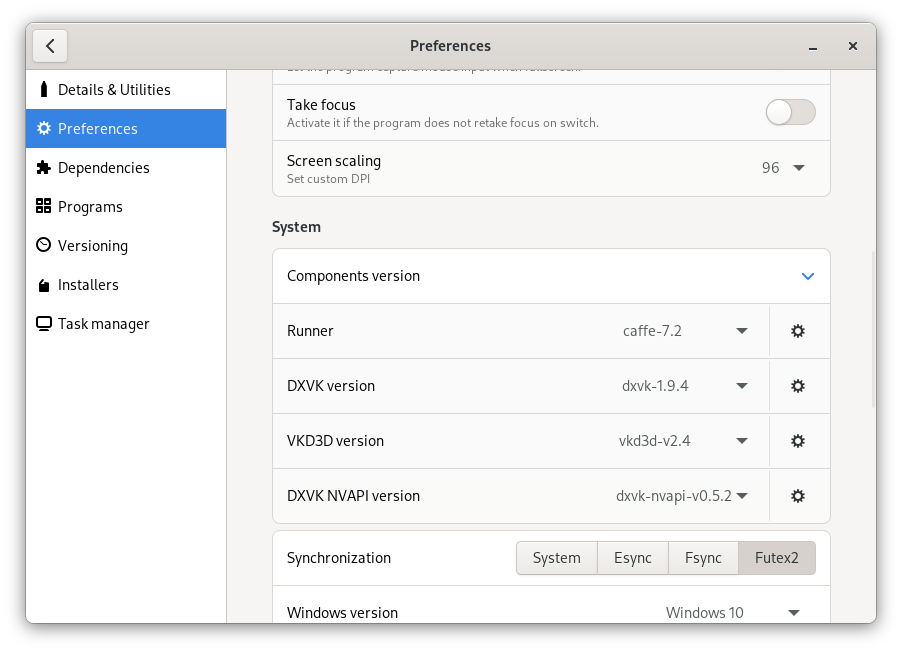 Preferences
Details & Utilities
Preferences
Dependencies
Programs
Versioning
Installers
Task manager
Take focus
Activate it if the program does not retake focus on switch.
Screen scaling
Set custom DPI
96
System
Components version
Runner
caffe-7.2
DXVK version
dxvk-1.9.4
VKD3D version
vkd3d-v2.4
DXVK NVAPI version
dxvk-nvapi-v0.5.2
Synchronization
System
Esync
Fsync
Futex2
Windows version
Windows 10